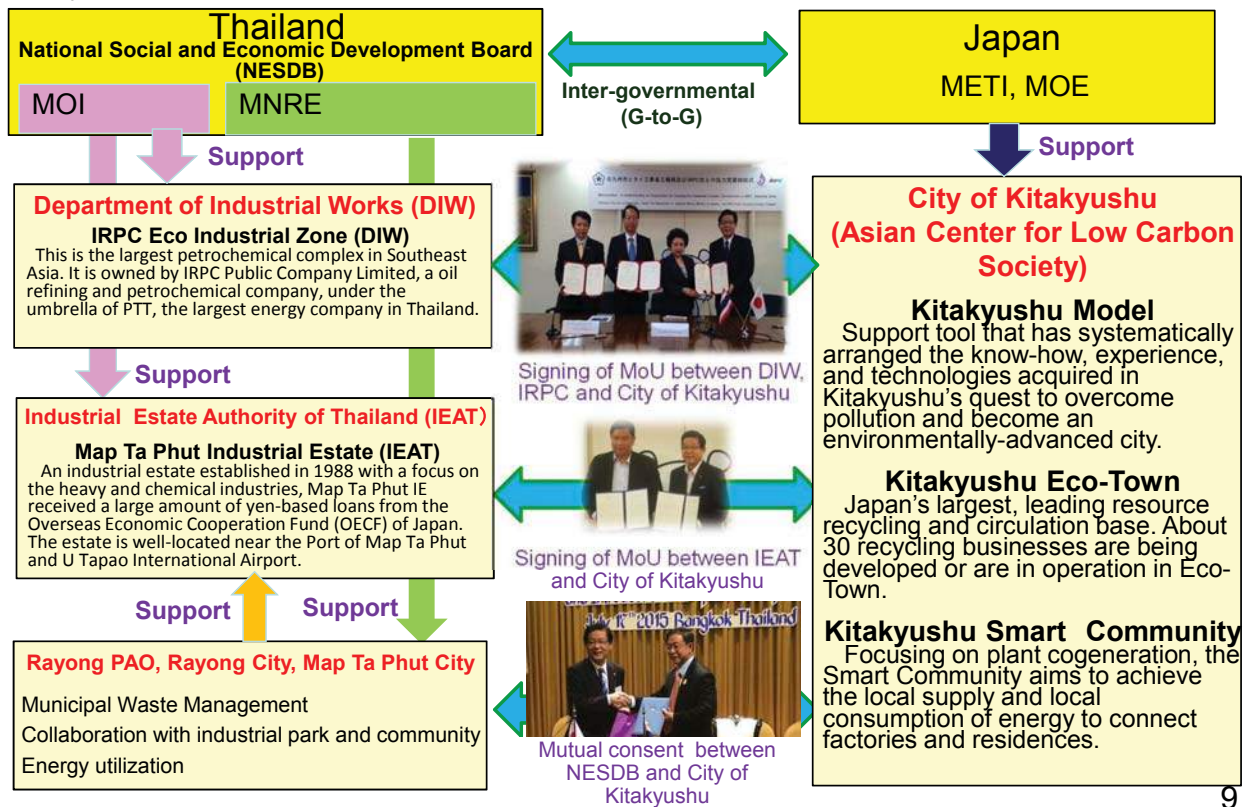 Thailand
National Social and Economic Development Board
(NESDB)
MOI
MNRE
Inter-governmental
(G-to-G)
Japan
METI, MOE
Support
Support
Department of Industrial Works (DIW)
IRPC Eco Industrial Zone (DIW)
This is the largest petrochemical complex in Southeast
Asia. It is owned by IRPC Public Company Limited, a oil
refining and petrochemical company, under the
umbrella of PTT, the largest energy company in Thailand.
Signing of MoU between DIW,
IRPC and City of Kitakyushu
Support
Industrial Estate Authority of Thailand (IEAT)
Map Ta Phut Industrial Estate (IEAT)
An industrial estate established in 1988 with a focus on
the heavy and chemical industries, Map Ta Phut IE
received a large amount of yen-based loans from the
Overseas Economic Cooperation Fund (OECF) of Japan.
The estate is well-located near the Port of Map Ta Phut
and U Tapao International Airport.
Signing of MoU between IEAT
and City of Kitakyushu
Support
Support
Rayong PAO, Rayong City, Map Ta Phut City
Municipal Waste Management
Collaboration with industrial park and community
Energy utilization
2015 Bangkok Thailand
Mutual consent between
NESDB and City of
Kitakyushu
City of Kitakyushu
(Asian Center for Low Carbon
Society)
Kitakyushu Model
Support tool that has systematically
arranged the know-how, experience,
and technologies acquired in
Kitakyushu's quest to overcome
pollution and become an
environmentally-advanced city.
Kitakyushu Eco-Town
Japan's largest, leading resource
recycling and circulation base. About
30 recycling businesses are being
developed or are in operation in Eco-
Town.
Kitakyushu Smart Community
Focusing on plant cogeneration, the
Smart Community aims to achieve
the local supply and local
consumption of energy to connect
factories and residences.
9